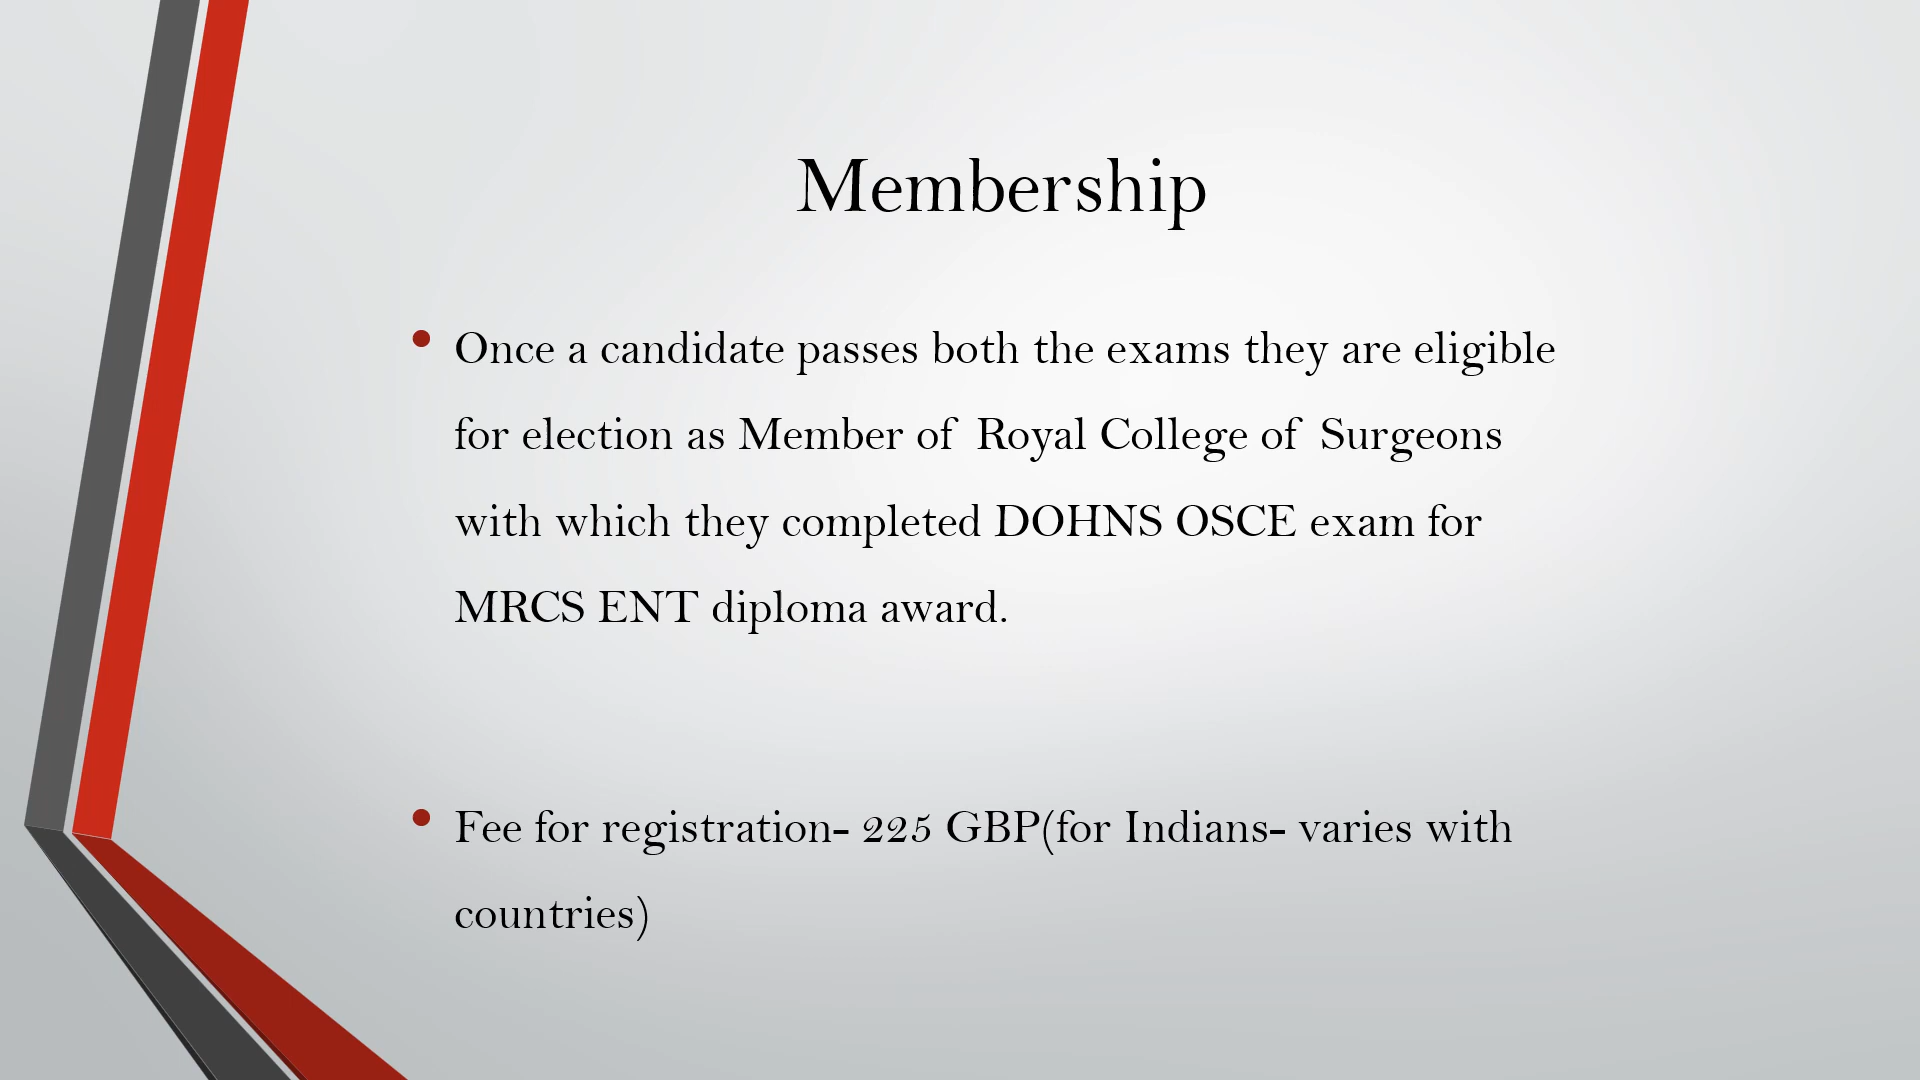 Membership
• Once a candidate passes both the exams they are eligible
for election as Member of Royal College of Surgeons
with which they completed DOHNS OSCE exam for
MRCS ENT diploma award.
• Fee for registration- 225 GBP(for Indians- varies with
countries)